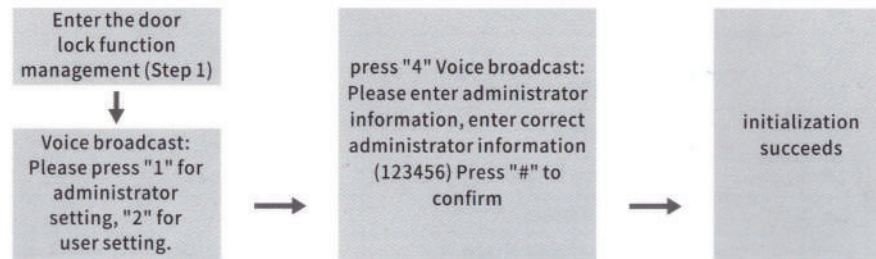 Enter the door
lock function
management (Step 1)
Voice broadcast:
Please press "1" for
administrator
setting, "2" for
user setting.
press "4" Voice broadcast:
Please enter administrator
information, enter correct
administrator information
(123456) Press "#" to
confirm
initialization
succeeds